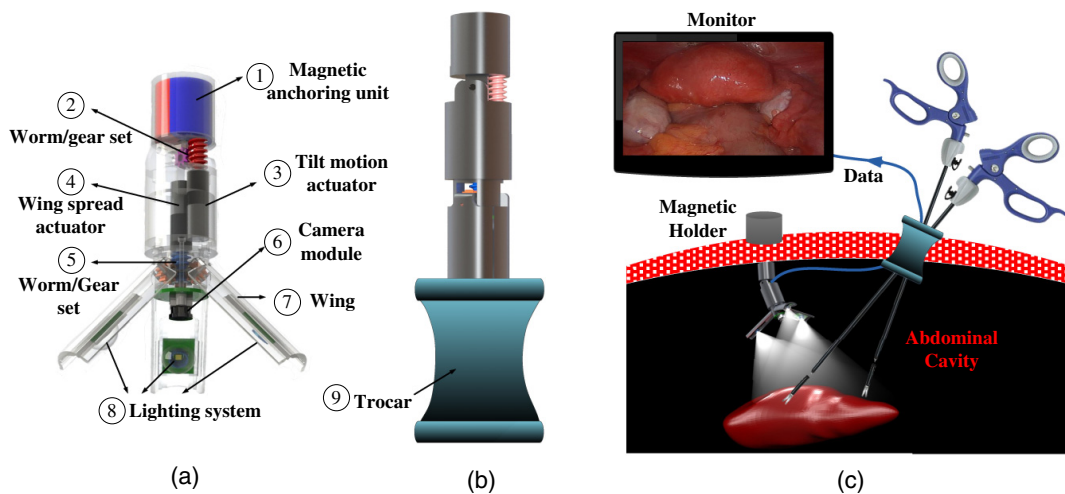 ① Magnetic
anchoring unit
②
Worm/gear set
③ Tilt motion
actuator
④
Wing spread
actuator
⑥ Camera
module
⑤
Worm/Gear
set
⑦ Wing
⑧ Lighting system
(a)
⑨ Trocar
(b)
Monitor
Data
Magnetic
Holder
Abdominal
Cavity
(c)